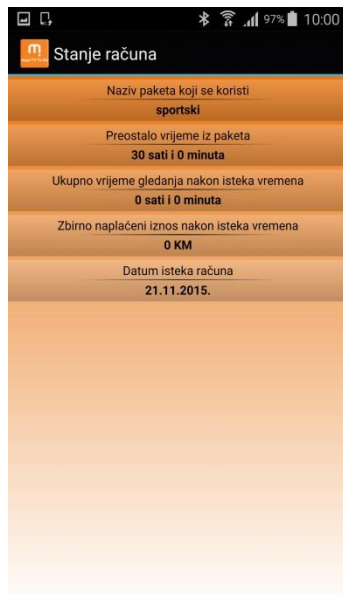 97% 10:00
m:
Stanje računa
Naziv paketa koji se koristi
sportski
Preostalo vrijeme iz paketa
30 sati i 0 minuta
Ukupno vrijeme gledanja nakon isteka vremena
0 sati i 0 minuta
Zbirno naplaćeni iznos nakon isteka vremena
0 KM
Datum isteka računa
21.11.2015.